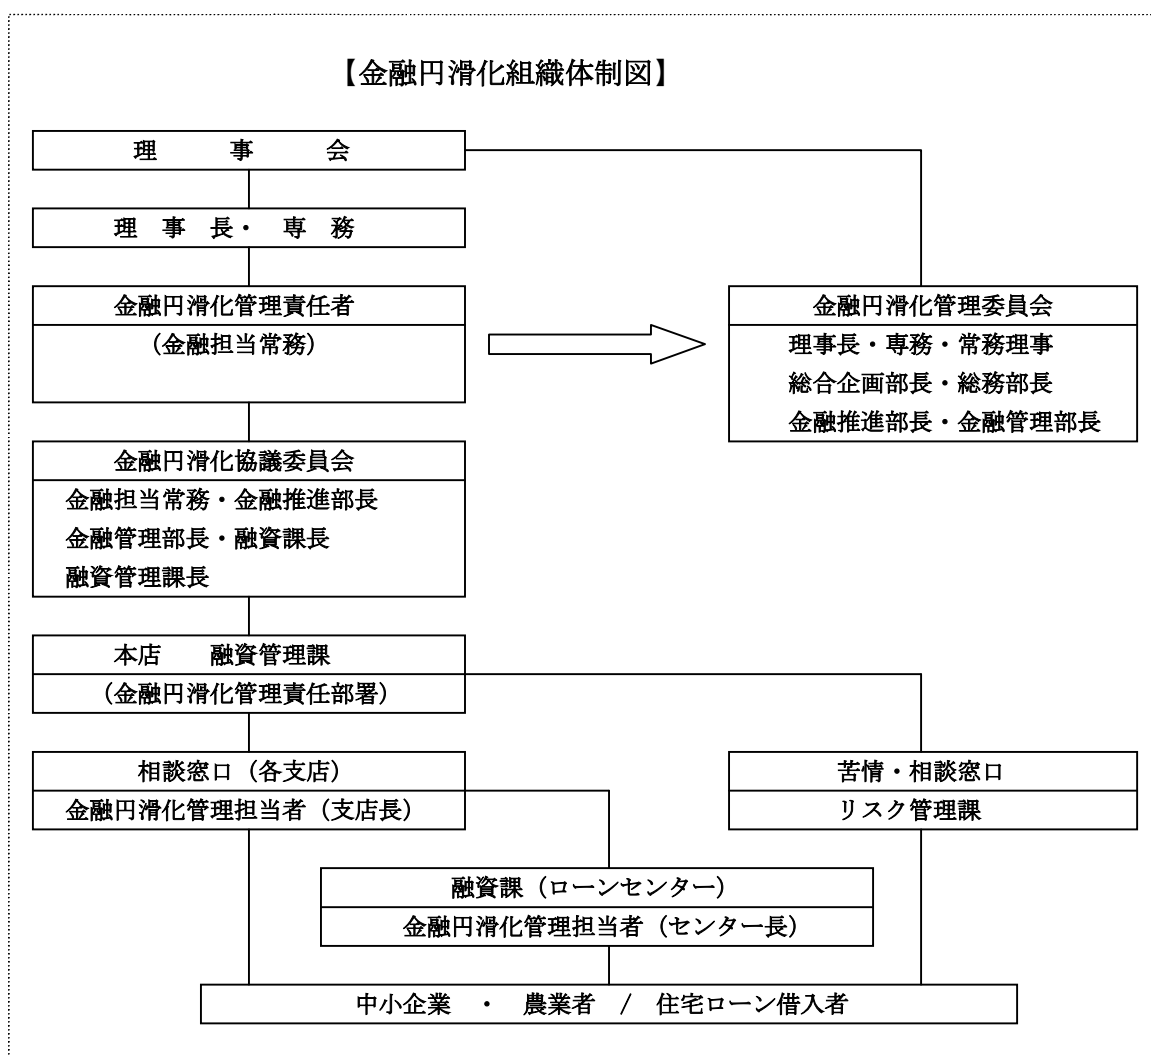 【金融円滑化組織体制図】
理　事　会
理　事　長・　専　務
金融円滑化管理責任者
（金融担当常務）
金融円滑化管理委員会
理事長・専務・常務理事
総合企画部長・総務部長
金融推進部長・金融管理部長
金融円滑化協議委員会
金融担当常務・金融推進部長
金融管理部長・融資課長
融資管理課長
本店　　融資管理課
（金融円滑化管理責任部署）
相談窓口（各支店）
金融円滑化管理担当者（支店長）
苦情・相談窓口
リスク管理課
融資課（ローンセンター）
金融円滑化管理担当者（センター長）
中小企業　・　農業者　/　住宅ローン借入者